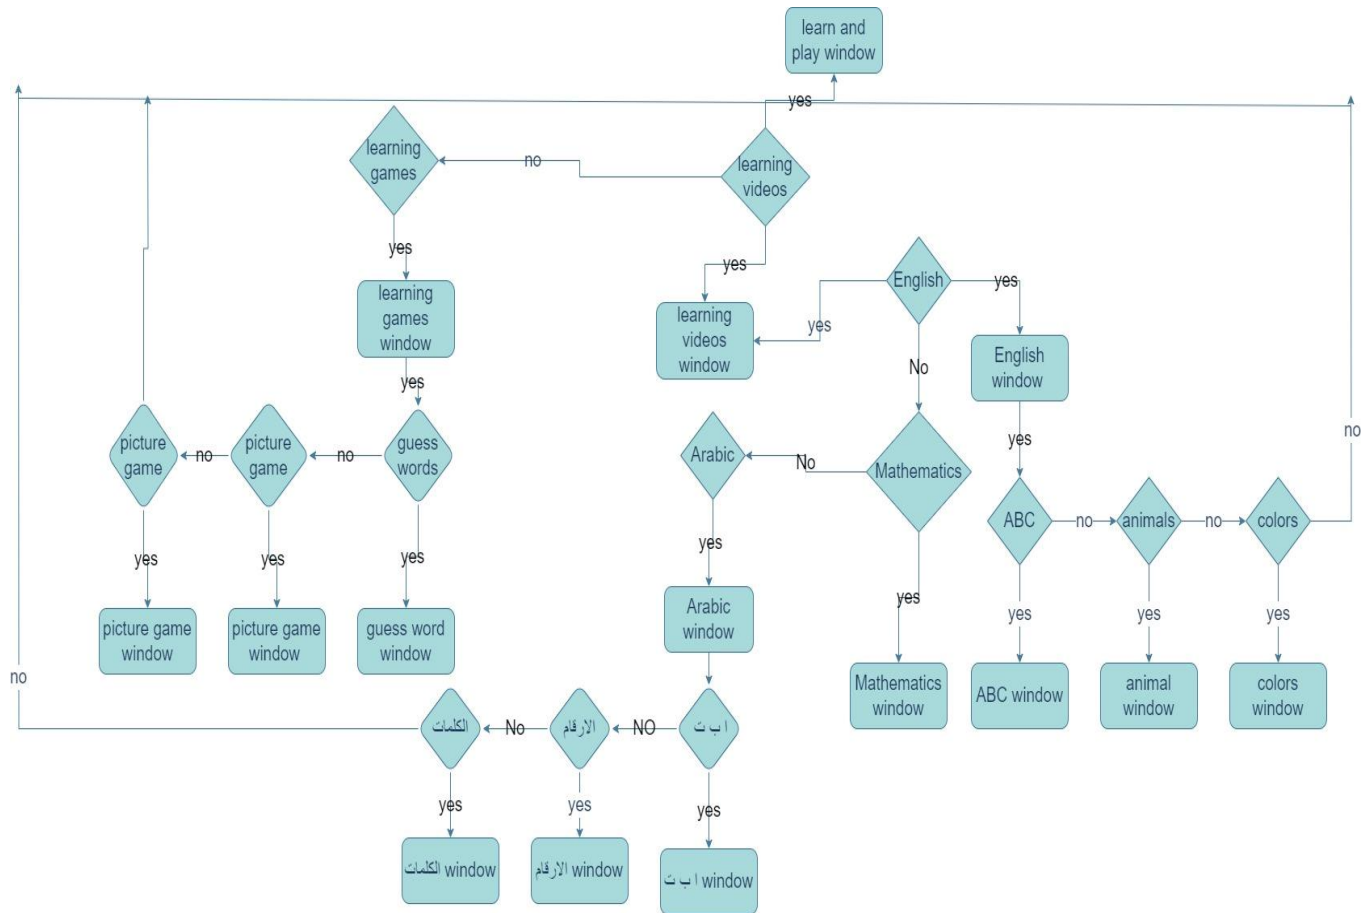 learn and
play window
yes
learning
games
no
learning
videos
yes
yes
English
yes
learning
games
window
learning
videos
window
yes
English
window
No
yes
yes
no
picture
game
no
picture
game
no
guess
words
Arabic
No
Mathematics
ABC
no
animals
no
colors
yes
yes
yes
yes
yes
yes
yes
yes
picture game
window
picture game
window
guess word
window
Arabic
window
no
Mathematics
window
ABC window
animal
window
colors
window
الكلمات
No
الارقام
NO
ا ب ت
yes
yes
yes
الكلمات window
الارقام window
ا ب ت window